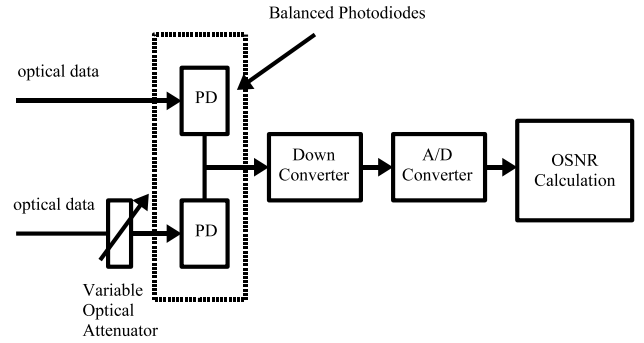 Balanced Photodiodes
optical data
PD
Down
Converter
A/D
Converter
OSNR
Calculation
optical data
PD
Variable
Optical
Attenuator